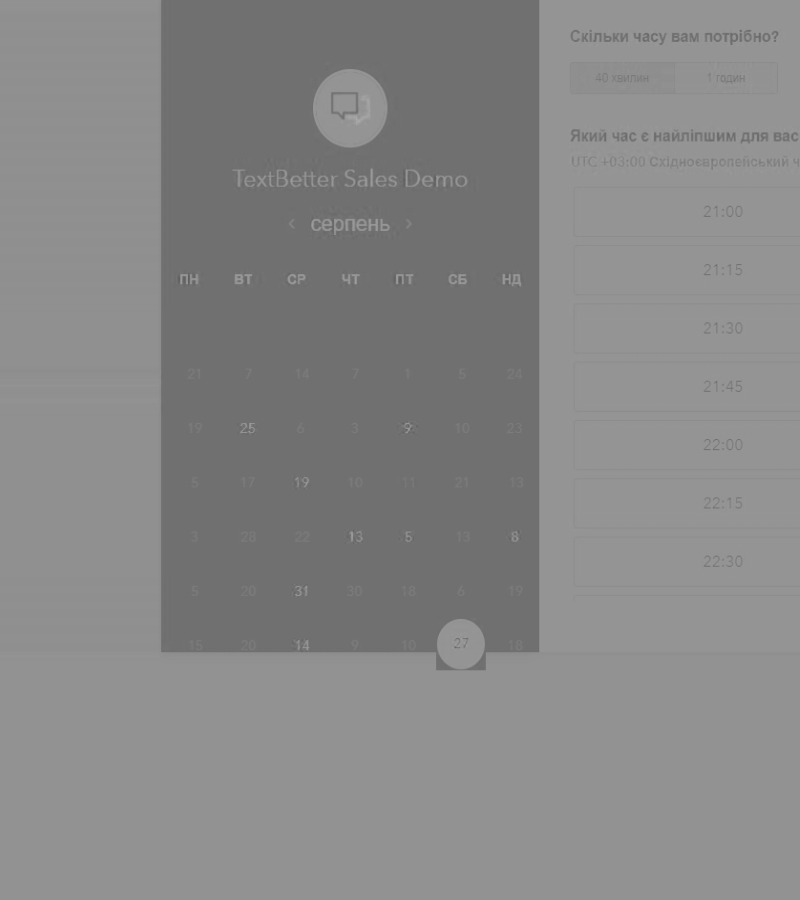 TextBetter Sales Demo
серпень
ПН ВТ СР ЧТ ПТ СБ НД
21 7 14 7 1 5 24
19 25 6 3 9 10 23
5 17 19 10 11 21 13
3 28 22 13 5 13 8
5 20 31 30 18 6 19
15 20 14 9 10 27 18
Скільки часу вам потрібно?
40 хвилин 1 годин
Який час є найліпшим для вас
UTC +03:00 Східноєвропейський ч
21:00
21:15
21:30
21:45
22:00
22:15
22:30